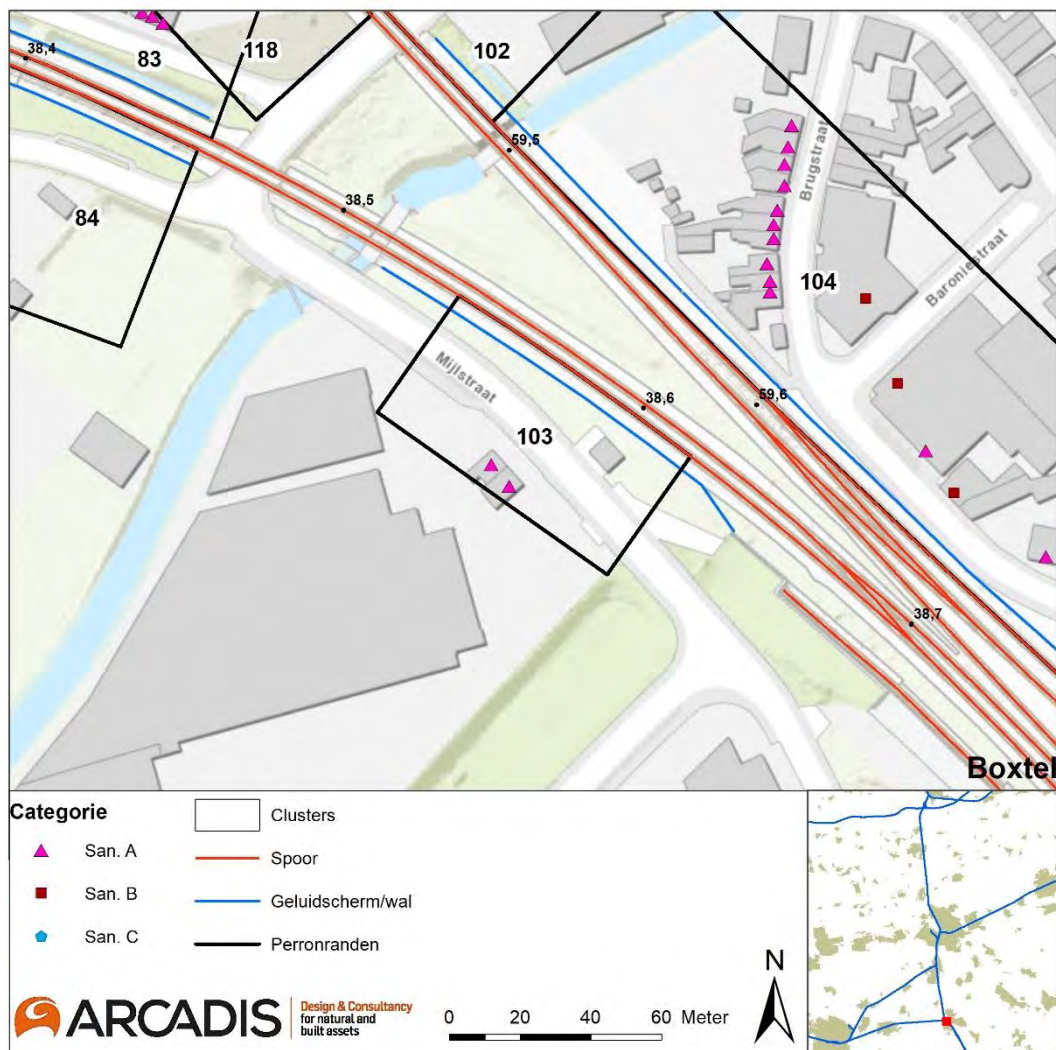 38,4
83
118
102
59,5
84
38,5
Brugstraat
104
Baroniestraat
Mijlstraat
38,6
59,6
103
38,7
Boxtel
Categorie
San. A
San. B
San. C
Clusters
Spoor
Geluidscherm/wal
Perronranden
ARCADIS
Design & Consultancy
for natural and
built assets
0 20 40 60 Meter
N